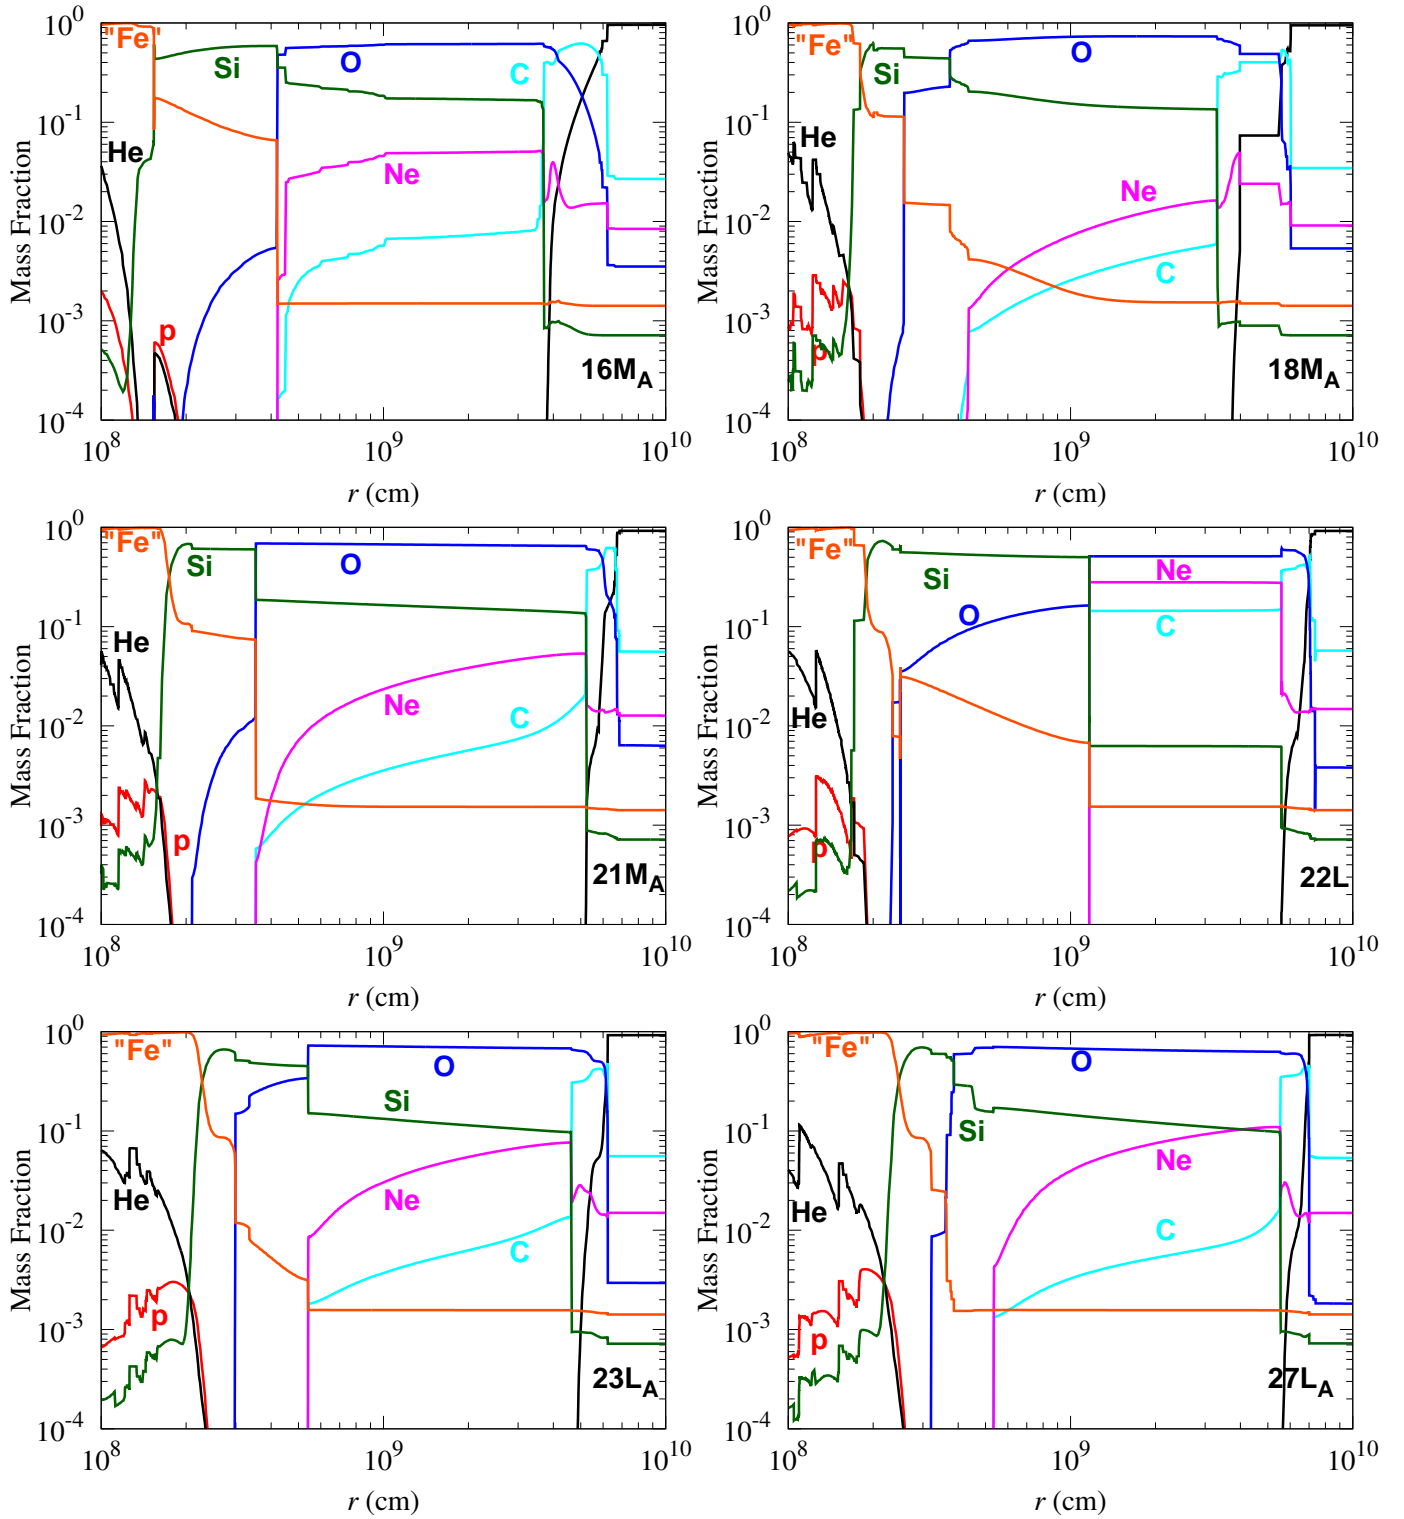 10^0
10^-1
10^-2
10^-3
10^-4
Mass Fraction
"Fe"
Si
O
C
He
Ne
p
16M_A
10^8
10^9
10^10
r (cm)
10^0
10^-1
10^-2
10^-3
10^-4
Mass Fraction
"Fe"
Si
O
He
Ne
C
p
18M_A
10^8
10^9
10^10
r (cm)
10^0
10^-1
10^-2
10^-3
10^-4
Mass Fraction
"Fe"
Si
O
He
Ne
C
p
21M_A
10^8
10^9
10^10
r (cm)
10^0
10^-1
10^-2
10^-3
10^-4
Mass Fraction
"Fe"
Si
Ne
O
C
He
p
22L
10^8
10^9
10^10
r (cm)
10^0
10^-1
10^-2
10^-3
10^-4
Mass Fraction
"Fe"
O
Si
He
Ne
C
p
23L_A
10^8
10^9
10^10
r (cm)
10^0
10^-1
10^-2
10^-3
10^-4
Mass Fraction
"Fe"
O
Si
Ne
He
C
p
27L_A
10^8
10^9
10^10
r (cm)